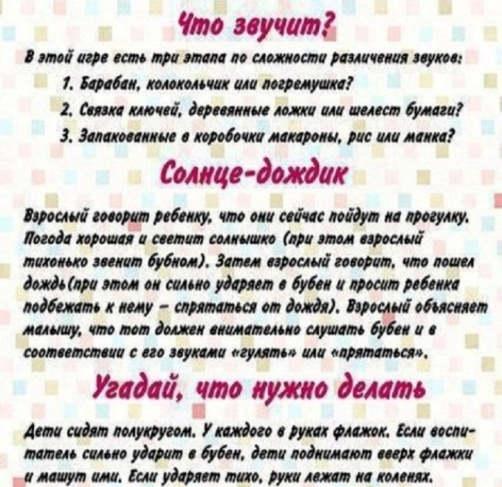 Что звучит?
В этой игре есть три этапа по сложности различения звуков:
1. Барабан, колокольчик или погремушка?
2. Связка ключей, деревянные ложки или шелест бумаги?
3. Запакованные в коробочки макароны, рис или манка?
Солнце-дождик
Взрослый говорит ребенку, что они сейчас пойдут на прогулку.
Погода хорошая и светит солнышко (при этом взрослый
тихонько звенит бубном). Затем взрослый говорит, что пошел
дождь(при этом он сильно ударяет в бубен и просит ребенка
подбежать к нему – спрятаться от дождя). Взрослый объясняет
малышу, что тот должен внимательно слушать бубен и в
соответствии с его звуками «гулять» или «прятаться».
Угадай, что нужно делать
Дети сидят полукругом. У каждого в руках флажок. Если воспи-
татель сильно ударит в бубен, дети поднимают вверх флажки
и машут ими. Если ударяет тихо, руки лежат на коленях.